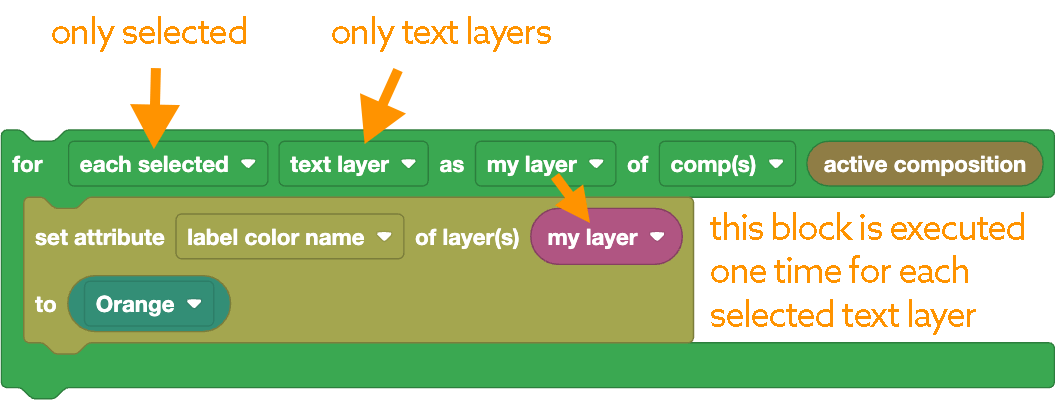 only selected only text layers
for each selected text layer as my layer of comp(s) active composition
set attribute label color name of layer(s) my layer
to Orange
this block is executed
one time for each
selected text layer